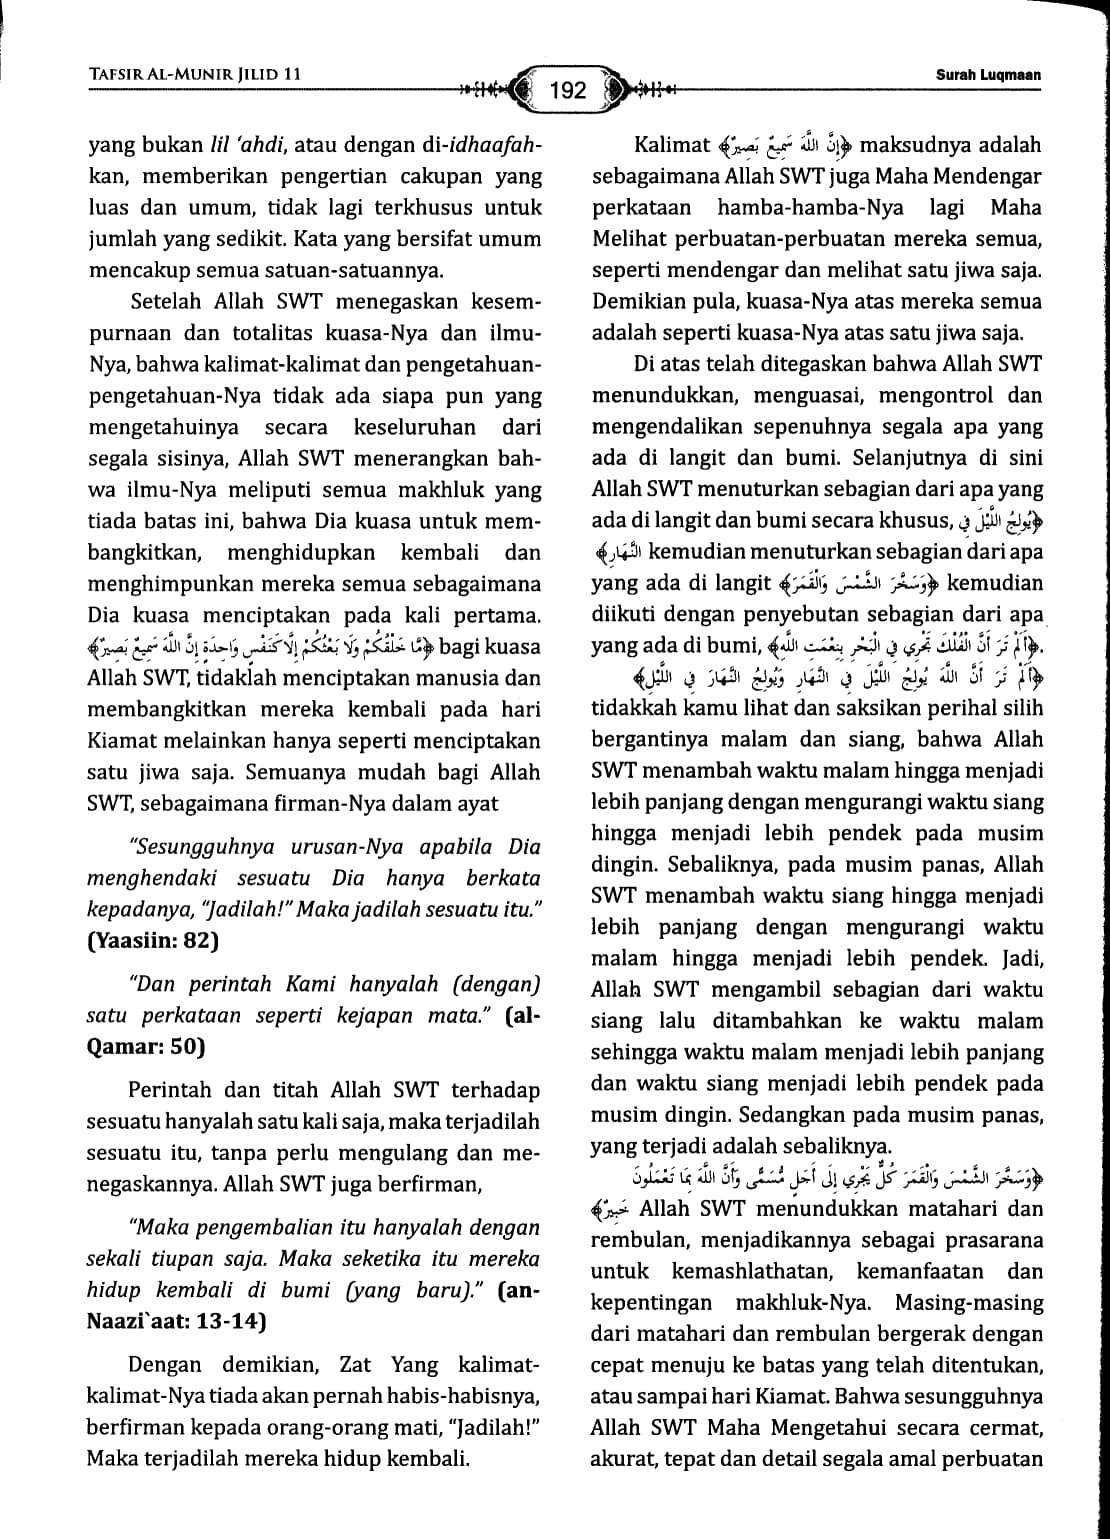 TAFSIR AL-MUNIR JILID 11
192
Surah Luqmaan
yang bukan lil ‘ahdi, atau dengan di-idhaafah-
kan, memberikan pengertian cakupan yang
luas dan umum, tidak lagi terkhusus untuk
jumlah yang sedikit. Kata yang bersifat umum
mencakup semua satuan-satuannya.
Setelah Allah SWT menegaskan kesem-
purnaan dan totalitas kuasa-Nya dan ilmu-
Nya, bahwa kalimat-kalimat dan pengetahuan-
pengetahuan-Nya tidak ada siapa pun yang
mengetahuinya secara keseluruhan dari
segala sisinya, Allah SWT menerangkan bah-
wa ilmu-Nya meliputi semua makhluk yang
tiada batas ini, bahwa Dia kuasa untuk mem-
bangkitkan, menghidupkan kembali dan
menghimpunkan mereka semua sebagaimana
Dia kuasa menciptakan pada kali pertama.
﴿مَّا خَلْقُكُمْ وَلَا بَعْثُكُمْ إِلَّا كَنَفْسٍ وَاحِدَةٍ إِنَّ اللَّهَ سَمِيعٌ بَصِيرٌ﴾ bagi kuasa
Allah SWT, tidaklah menciptakan manusia dan
membangkitkan mereka kembali pada hari
Kiamat melainkan hanya seperti menciptakan
satu jiwa saja. Semuanya mudah bagi Allah
SWT, sebagaimana firman-Nya dalam ayat
“Sesungguhnya urusan-Nya apabila Dia
menghendaki sesuatu Dia hanya berkata
kepadanya, “Jadilah!” Maka jadilah sesuatu itu.”
(Yaasiin: 82)
“Dan perintah Kami hanyalah (dengan)
satu perkataan seperti kejapan mata.” (al-
Qamar: 50)
Perintah dan titah Allah SWT terhadap
sesuatu hanyalah satu kali saja, maka terjadilah
sesuatu itu, tanpa perlu mengulang dan me-
negaskannya. Allah SWT juga berfirman,
“Maka pengembalian itu hanyalah dengan
sekali tiupan saja. Maka seketika itu mereka
hidup kembali di bumi (yang baru).” (an-
Naazi`aat: 13-14)
Dengan demikian, Zat Yang kalimat-
kalimat-Nya tiada akan pernah habis-habisnya,
berfirman kepada orang-orang mati, “Jadilah!”
Maka terjadilah mereka hidup kembali.
Kalimat ﴿إِنَّ اللَّهَ سَمِيعٌ بَصِيرٌ﴾ maksudnya adalah
sebagaimana Allah SWT juga Maha Mendengar
perkataan hamba-hamba-Nya lagi Maha
Melihat perbuatan-perbuatan mereka semua,
seperti mendengar dan melihat satu jiwa saja.
Demikian pula, kuasa-Nya atas mereka semua
adalah seperti kuasa-Nya atas satu jiwa saja.
Di atas telah ditegaskan bahwa Allah SWT
menundukkan, menguasai, mengontrol dan
mengendalikan sepenuhnya segala apa yang
ada di langit dan bumi. Selanjutnya di sini
Allah SWT menuturkan sebagian dari apa yang
ada di langit dan bumi secara khusus, ﴿يُولِجُ اللَّيْلَ فِي
النَّهَارِ﴾ kemudian menuturkan sebagian dari apa
yang ada di langit ﴿وَسَخَّرَ الشَّمْسَ وَالْقَمَرَ﴾ kemudian
diikuti dengan penyebutan sebagian dari apa
yang ada di bumi, ﴿أَلَمْ تَرَ أَنَّ الْفُلْكَ تَجْرِي فِي الْبَحْرِ بِنِعْمَتِ اللَّهِ﴾.
﴿أَلَمْ تَرَ أَنَّ اللَّهَ يُولِجُ اللَّيْلَ فِي النَّهَارِ وَيُولِجُ النَّهَارَ فِي اللَّيْلِ﴾
tidakkah kamu lihat dan saksikan perihal silih
bergantinya malam dan siang, bahwa Allah
SWT menambah waktu malam hingga menjadi
lebih panjang dengan mengurangi waktu siang
hingga menjadi lebih pendek pada musim
dingin. Sebaliknya, pada musim panas, Allah
SWT menambah waktu siang hingga menjadi
lebih panjang dengan mengurangi waktu
malam hingga menjadi lebih pendek. Jadi,
Allah SWT mengambil sebagian dari waktu
siang lalu ditambahkan ke waktu malam
sehingga waktu malam menjadi lebih panjang
dan waktu siang menjadi lebih pendek pada
musim dingin. Sedangkan pada musim panas,
yang terjadi adalah sebaliknya.
﴿وَسَخَّرَ الشَّمْسَ وَالْقَمَرَ كُلٌّ يَجْرِي إِلَى أَجَلٍ مُّسَمًّى وَأَنَّ اللَّهَ بِمَا تَعْمَلُونَ
خَبِيرٌ﴾ Allah SWT menundukkan matahari dan
rembulan, menjadikannya sebagai prasarana
untuk kemashlathatan, kemanfaatan dan
kepentingan makhluk-Nya. Masing-masing
dari matahari dan rembulan bergerak dengan
cepat menuju ke batas yang telah ditentukan,
atau sampai hari Kiamat. Bahwa sesungguhnya
Allah SWT Maha Mengetahui secara cermat,
akurat, tepat dan detail segala amal perbuatan